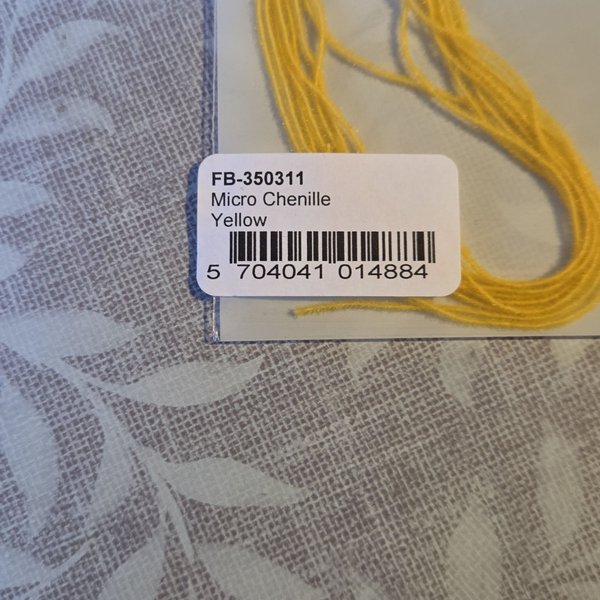 FB-350311
Micro Chenille
Yellow
5 704041 014884